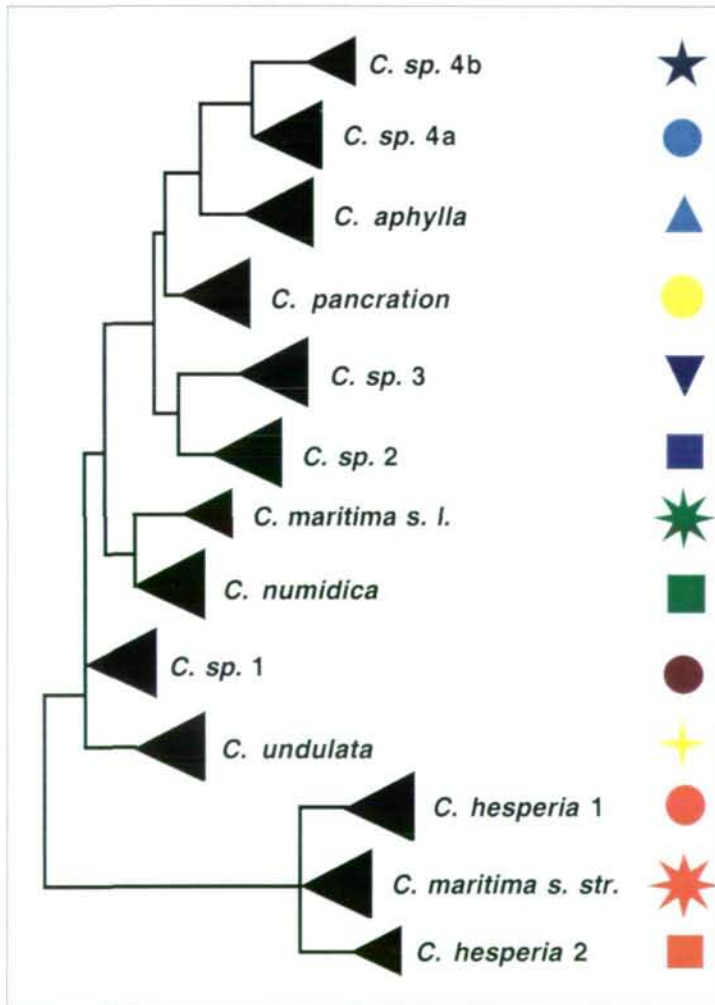 C. sp. 4b
C. sp. 4a
C. aphylla
C. pancration
C. sp. 3
C. sp. 2
C. maritima s. l.
C. numidica
C. sp. 1
C. undulata
C. hesperia 1
C. maritima s. str.
C. hesperia 2